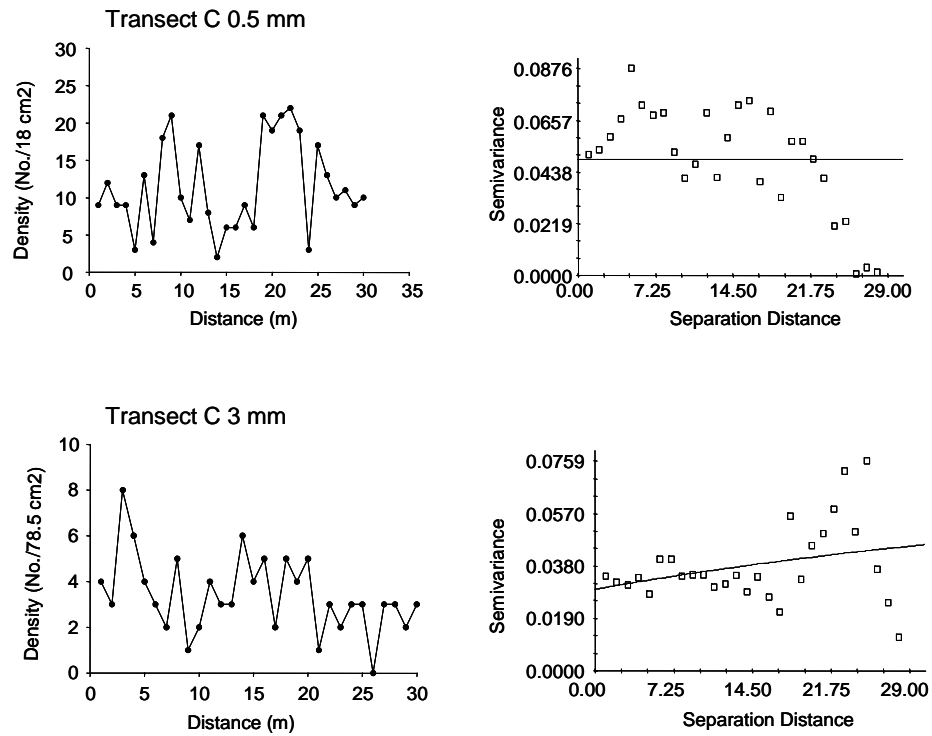 Transect C 0.5 mm
30
25
20
15
10
5
0
Density (No./18 cm2)
0 5 10 15 20 25 30 35
Distance (m)
0.0876
0.0657
0.0438
0.0219
0.0000
Semivariance
0.00 7.25 14.50 21.75 29.00
Separation Distance
Transect C 3 mm
10
8
6
4
2
0
Density (No./78.5 cm2)
0 5 10 15 20 25 30
Distance (m)
0.0759
0.0570
0.0380
0.0190
0.0000
Semivariance
0.00 7.25 14.50 21.75 29.00
Separation Distance